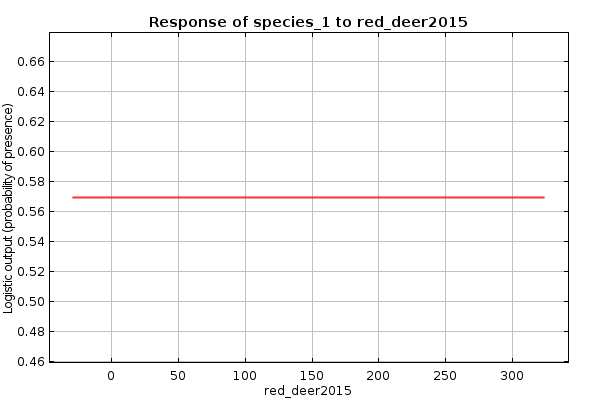 Response of species_1 to red_deer2015
Logistic output (probability of presence)
0.66
0.64
0.62
0.60
0.58
0.56
0.54
0.52
0.50
0.48
0.46
0 50 100 150 200 250 300
red_deer2015